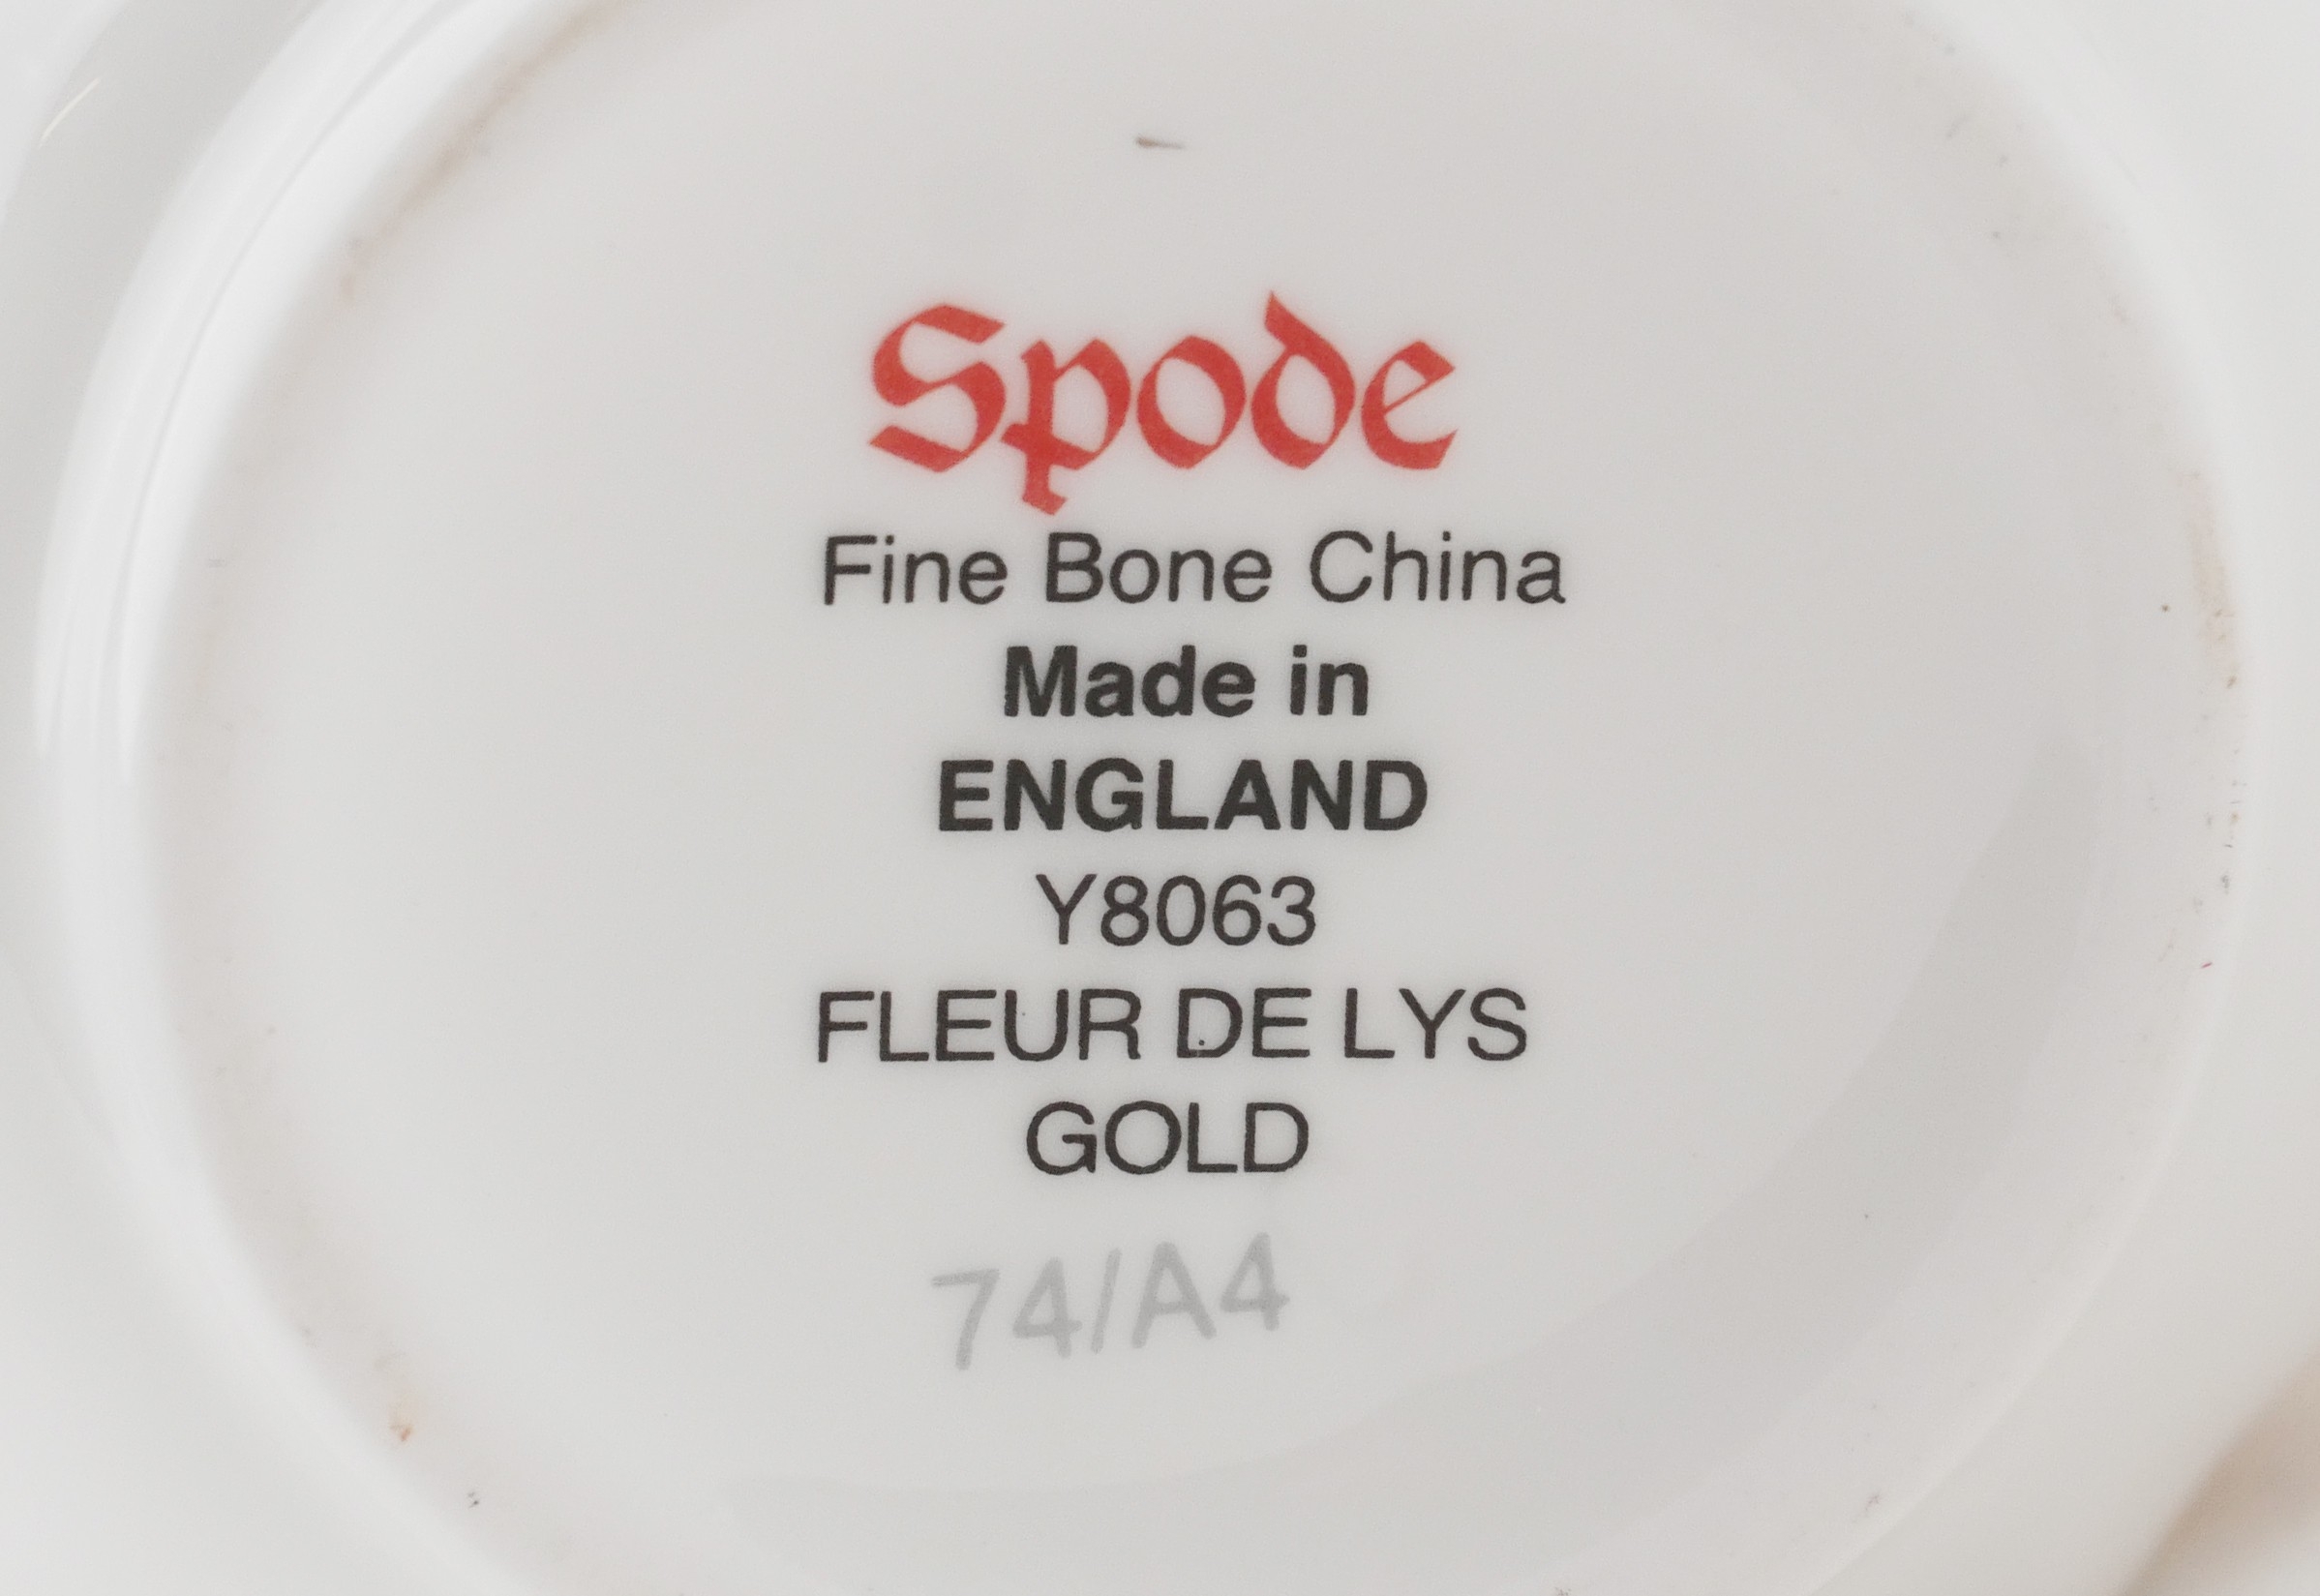 Spode
Fine Bone China
Made in
ENGLAND
Y8063
FLEUR DE LYS
GOLD
74/A4